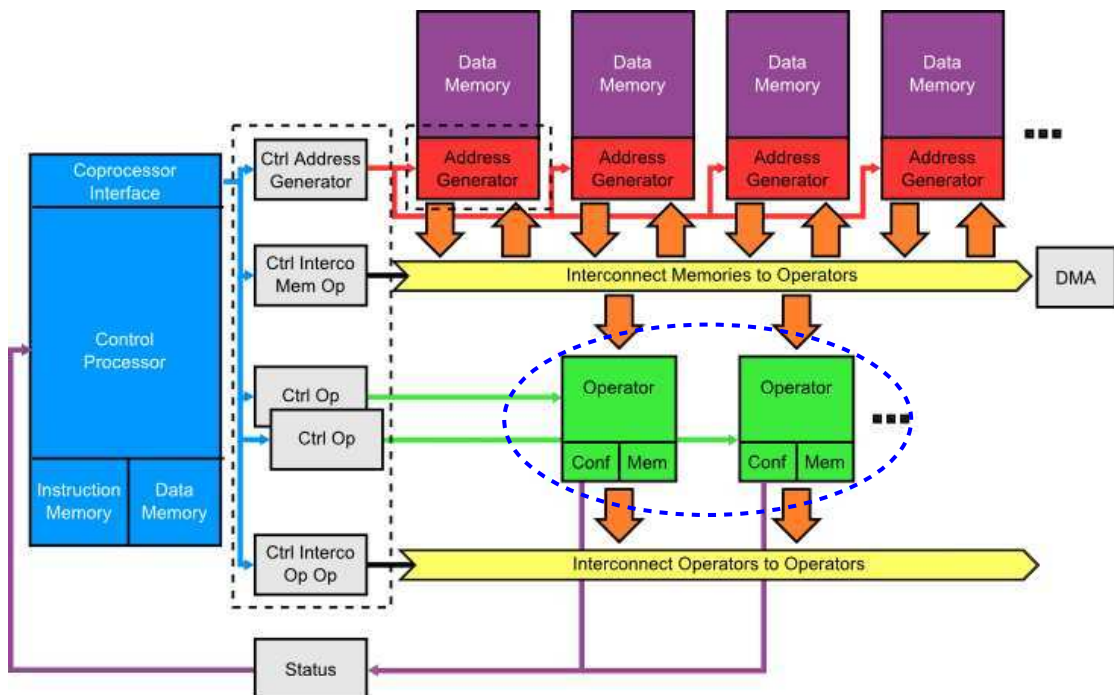 Data
Memory
Data
Memory
Data
Memory
Data
Memory
Address
Generator
Address
Generator
Address
Generator
Address
Generator
Coprocessor
Interface
Ctrl Address
Generator
Ctrl Interco
Mem Op
Interconnect Memories to Operators
DMA
Control
Processor
Ctrl Op
Ctrl Op
Operator
Conf
Mem
Operator
Conf
Mem
Instruction
Memory
Data
Memory
Ctrl Interco
Op Op
Interconnect Operators to Operators
Status